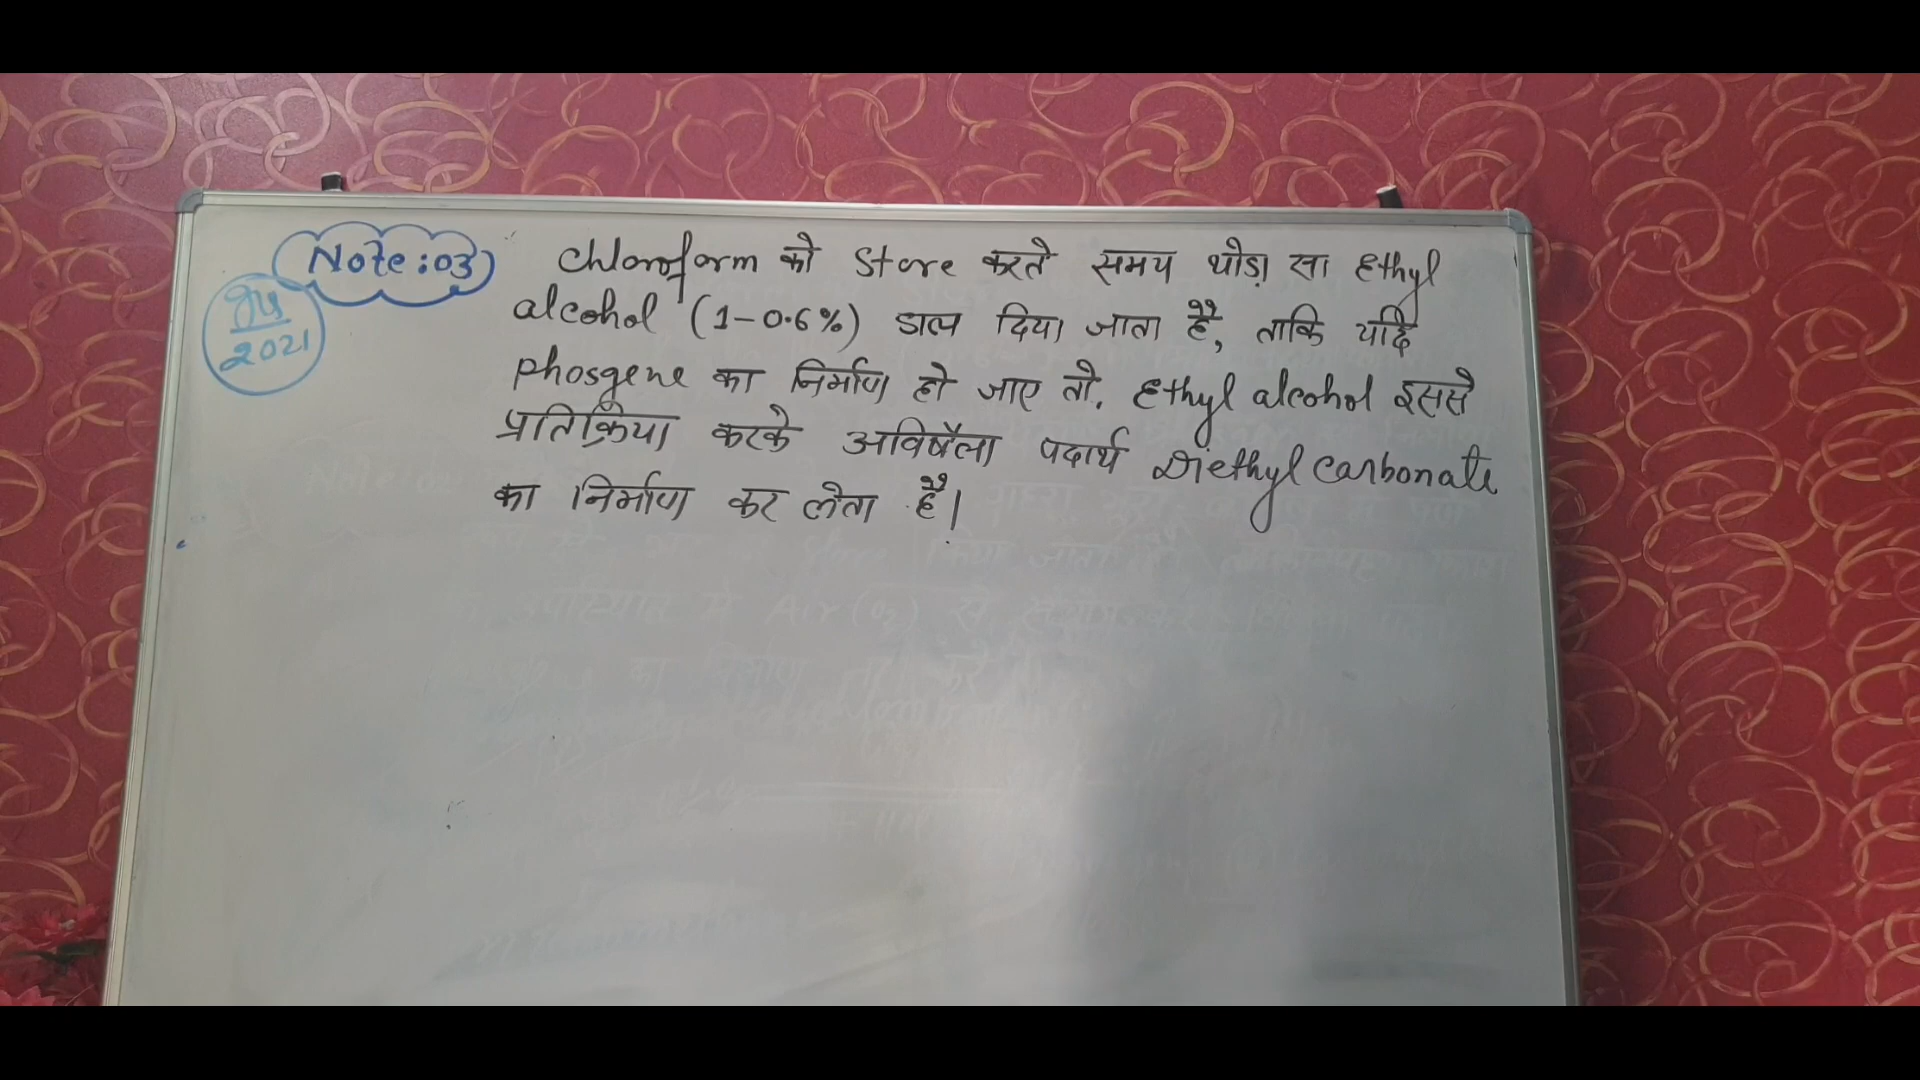 Note:03
Chloroform को Store करते समय थोड़ा सा Ethyl
alcohol (1-0.6%) डाल दिया जाता है, ताकि यदि
Phosgene का निर्माण हो जाए तो, Ethyl alcohol इससे
प्रतिक्रिया करके अविषैला पदार्थ Diethyl carbonate
का निर्माण कर लेता है।
2021